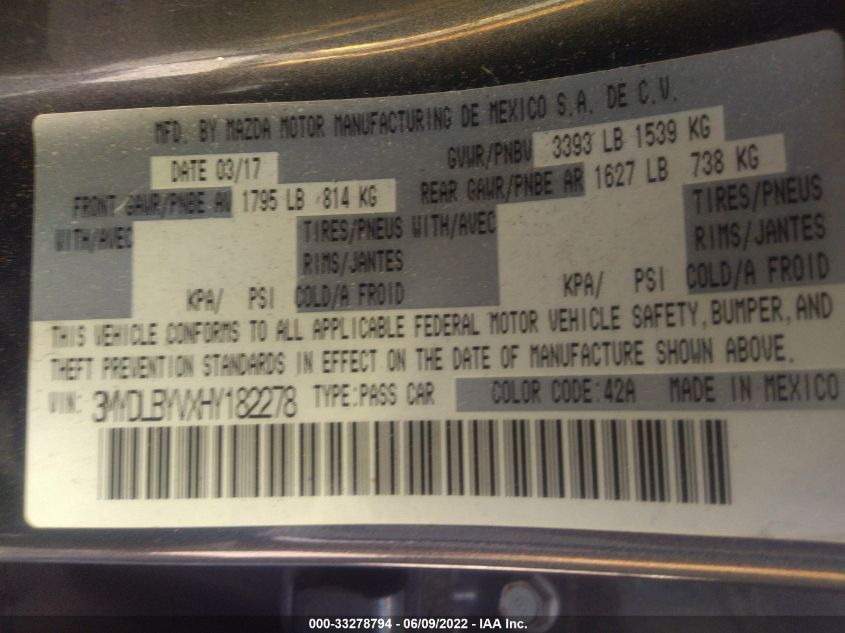 MFD. BY MAZDA MOTOR MANUFACTURING DE MEXICO S.A. DE C.V.
DATE 03/17 GVWR/PNBV 3393 LB 1539 KG
FRONT GAWR/PNBE AV 1795 LB 814 KG REAR GAWR/PNBE AR 1627 LB 738 KG
WITH/AVEC TIRES/PNEUS WITH/AVEC TIRES/PNEUS
RIMS/JANTES RIMS/JANTES
KPA/ PSI COLD/A FROID KPA/ PSI COLD/A FROID
THIS VEHICLE CONFORMS TO ALL APPLICABLE FEDERAL MOTOR VEHICLE SAFETY, BUMPER, AND
THEFT PREVENTION STANDARDS IN EFFECT ON THE DATE OF MANUFACTURE SHOWN ABOVE.
VIN: 3MYDLBYVXHY182278 TYPE:PASS CAR COLOR CODE:42A MADE IN MEXICO
000-33278794 - 06/09/2022 - IAA Inc.